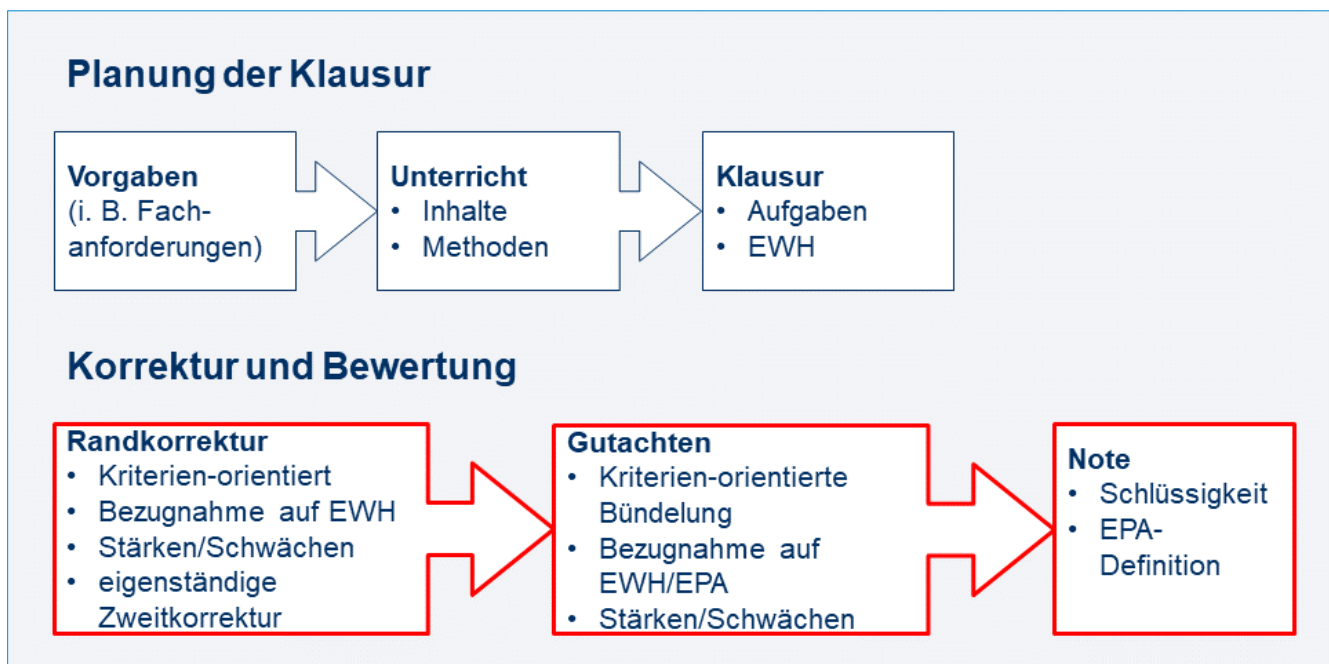 Planung der Klausur
Vorgaben
(i. B. Fach-
anforderungen)
Unterricht
• Inhalte
• Methoden
Klausur
• Aufgaben
• EWH
Korrektur und Bewertung
Randkorrektur
• Kriterien-orientiert
• Bezugnahme auf EWH
• Stärken/Schwächen
• eigenständige
Zweitkorrektur
Gutachten
• Kriterien-orientierte
Bündelung
• Bezugnahme auf
EWH/EPA
• Stärken/Schwächen
Note
• Schlüssigkeit
• EPA-
Definition